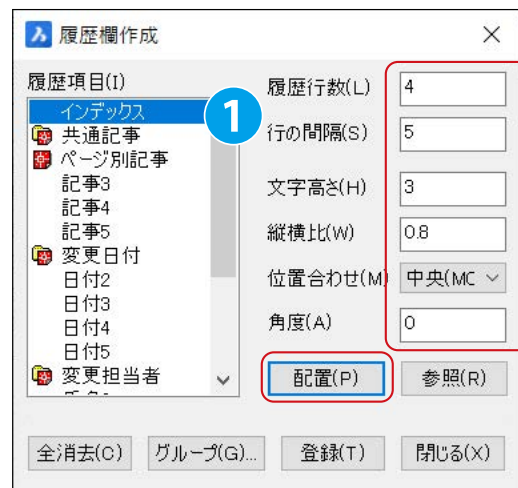 履歴欄作成
履歴項目(I)
インデックス
共通記事
ページ別記事
記事3
記事4
記事5
変更日付
日付2
日付3
日付4
日付5
変更担当者
1
履歴行数(L) 4
行の間隔(S) 5
文字高さ(H) 3
縦横比(W) 0.8
位置合わせ(M) 中央(MC
角度(A) 0
配置(P) 参照(R)
全消去(C) グループ(G)... 登録(T) 閉じる(X)